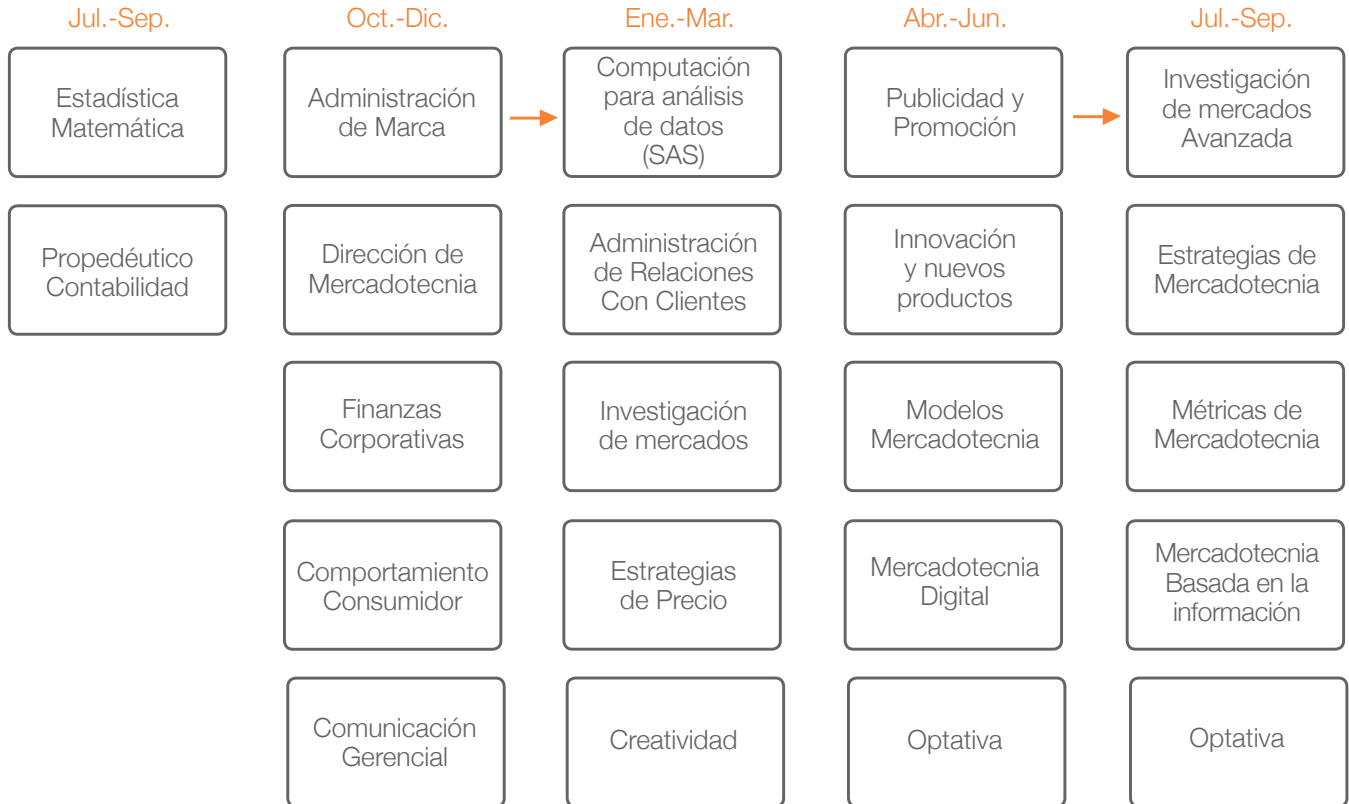 Jul.-Sep.
Oct.-Dic.
Ene.-Mar.
Abr.-Jun.
Jul.-Sep.
Estadística
Matemática
Administración
de Marca
Computación
para análisis
de datos
(SAS)
Publicidad y
Promoción
Investigación
de mercados
Avanzada
Propedéutico
Contabilidad
Dirección de
Mercadotecnia
Administración
de Relaciones
Con Clientes
Innovación
y nuevos
productos
Estrategias de
Mercadotecnia
Finanzas
Corporativas
Investigación
de mercados
Modelos
Mercadotecnia
Métricas de
Mercadotecnia
Comportamiento
Consumidor
Estrategias
de Precio
Mercadotecnia
Digital
Mercadotecnia
Basada en la
información
Comunicación
Gerencial
Creatividad
Optativa
Optativa